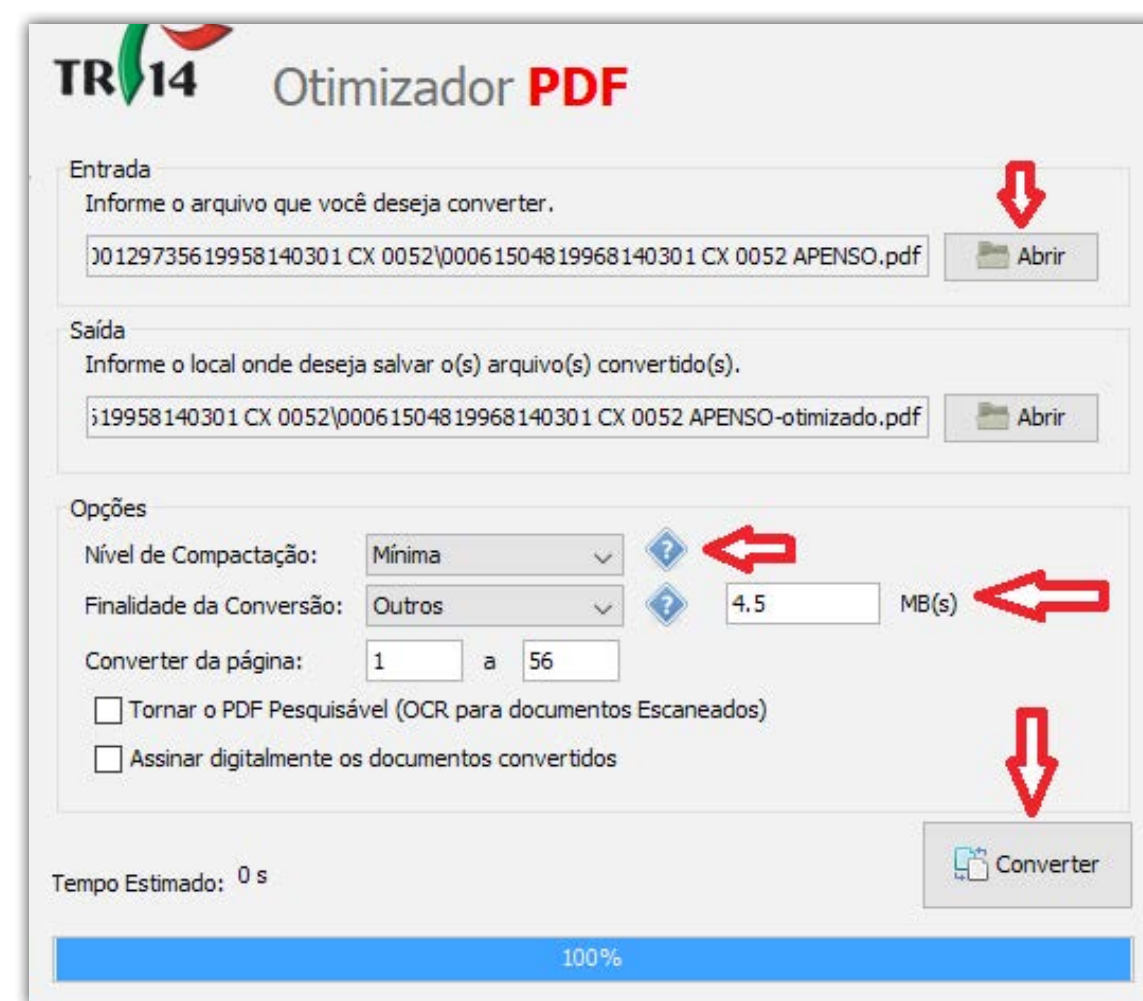 TR 14
Otimizador PDF
Entrada
Informe o arquivo que você deseja converter.
)0129735619958140301 CX 0052\00061504819968140301 CX 0052 APENSO.pdf Abrir
Saída
Informe o local onde deseja salvar o(s) arquivo(s) convertido(s).
;19958140301 CX 0052\00061504819968140301 CX 0052 APENSO-otimizado.pdf Abrir
Opções
Nível de Compactação: Mínima ?
Finalidade da Conversão: Outros ? 4.5 MB(s)
Converter da página: 1 a 56
Tornar o PDF Pesquisável (OCR para documentos Escaneados)
Assinar digitalmente os documentos convertidos
Converter
Tempo Estimado: 0 s
100%